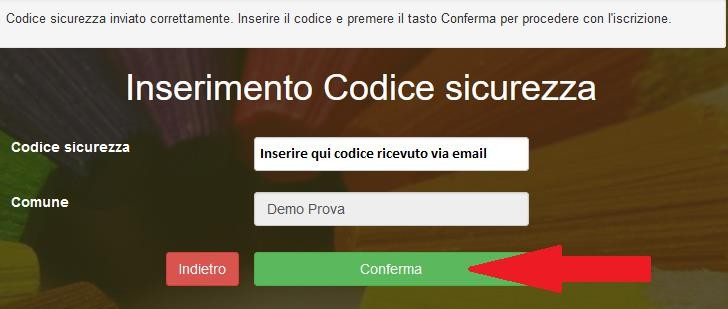 Codice sicurezza inviato correttamente. Inserire il codice e premere il tasto Conferma per procedere con l'iscrizione.
Inserimento Codice sicurezza
Codice sicurezza
Inserire qui codice ricevuto via email
Comune
Demo Prova
Indietro
Conferma